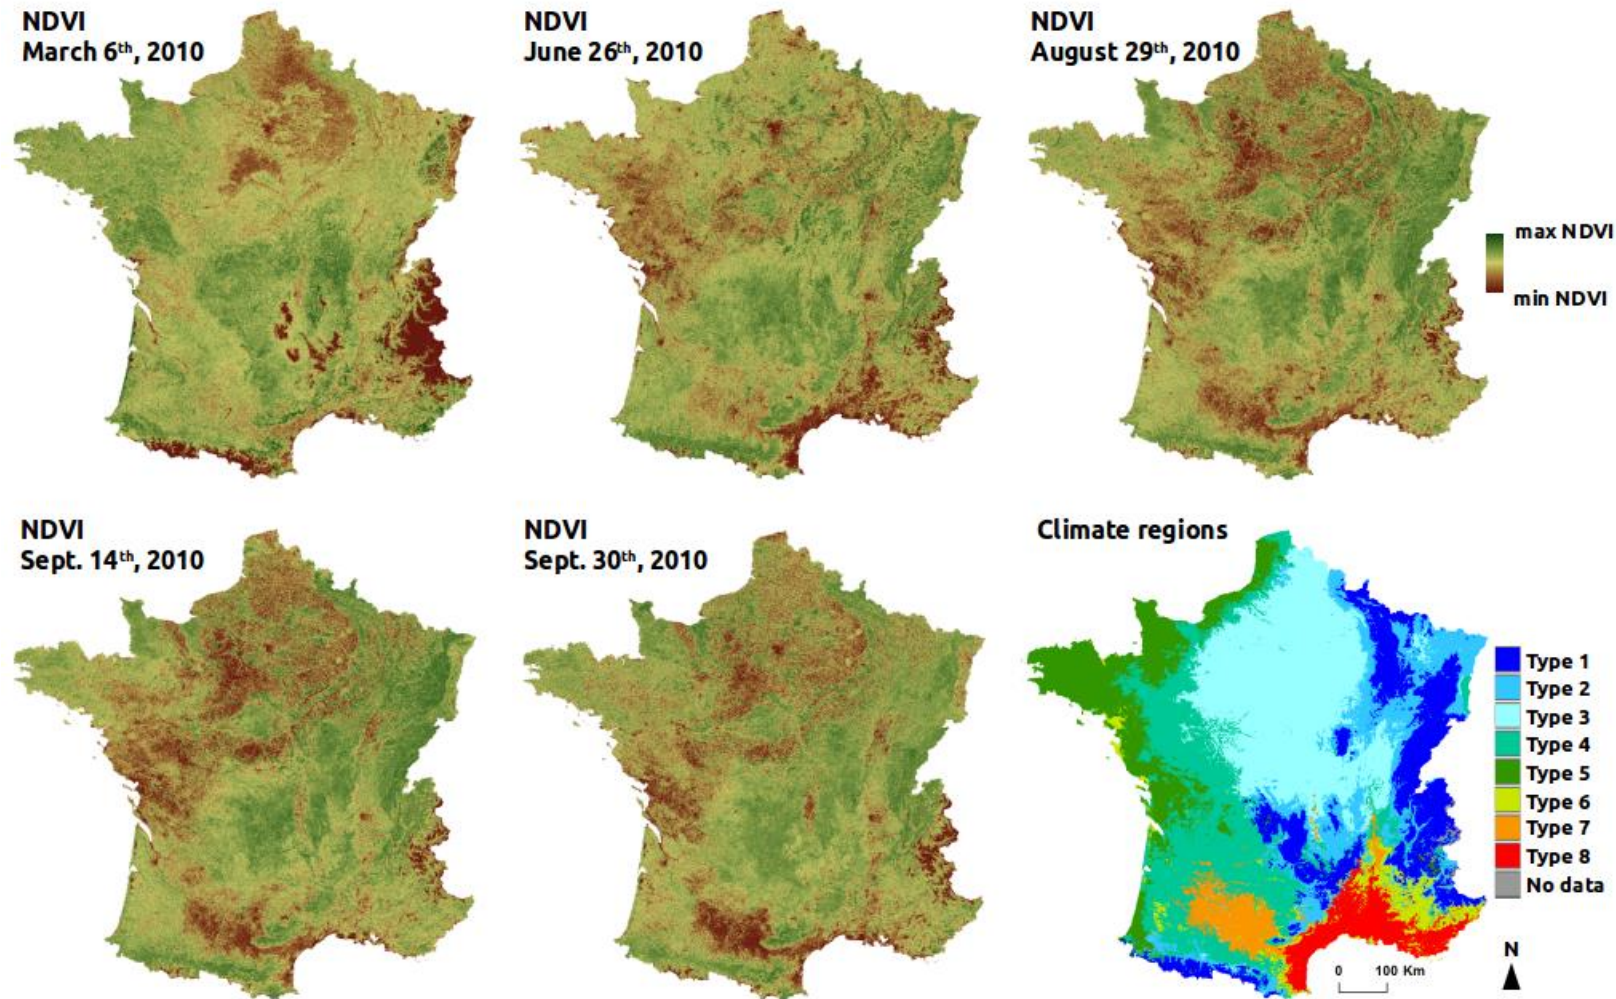 NDVI
March 6th, 2010
NDVI
June 26th, 2010
NDVI
August 29th, 2010
max NDVI
min NDVI
NDVI
Sept. 14th, 2010
NDVI
Sept. 30th, 2010
Climate regions
Type 1
Type 2
Type 3
Type 4
Type 5
Type 6
Type 7
Type 8
No data
N
0 100 Km